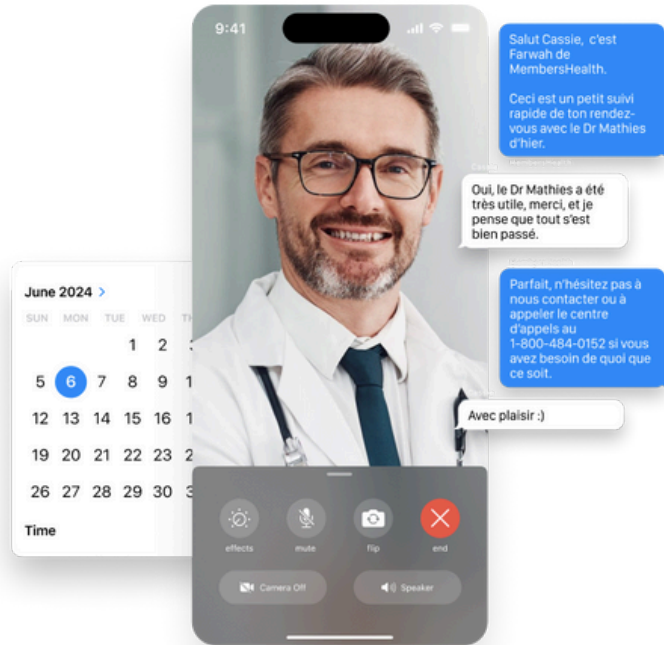 9:41
Salut Cassie, c'est
Farwah de
MembersHealth.
Ceci est un petit suivi
rapide de ton rendez-
vous avec le Dr Mathies
d'hier.
Cassie
MembersHealth
Oui, le Dr Mathies a été
très utile, merci, et je
pense que tout s'est
bien passé.
Parfait, n'hésitez pas à
nous contacter ou à
appeler le centre
d'appels au
1-800-484-0152 si vous
avez besoin de quoi que
ce soit.
Avec plaisir :)
June 2024 >
SUN MON TUE WED
1 2
5 6 7 8 9
12 13 14 15 16
19 20 21 22 23
26 27 28 29 30
Time
effects mute flip end
Camera Off Speaker